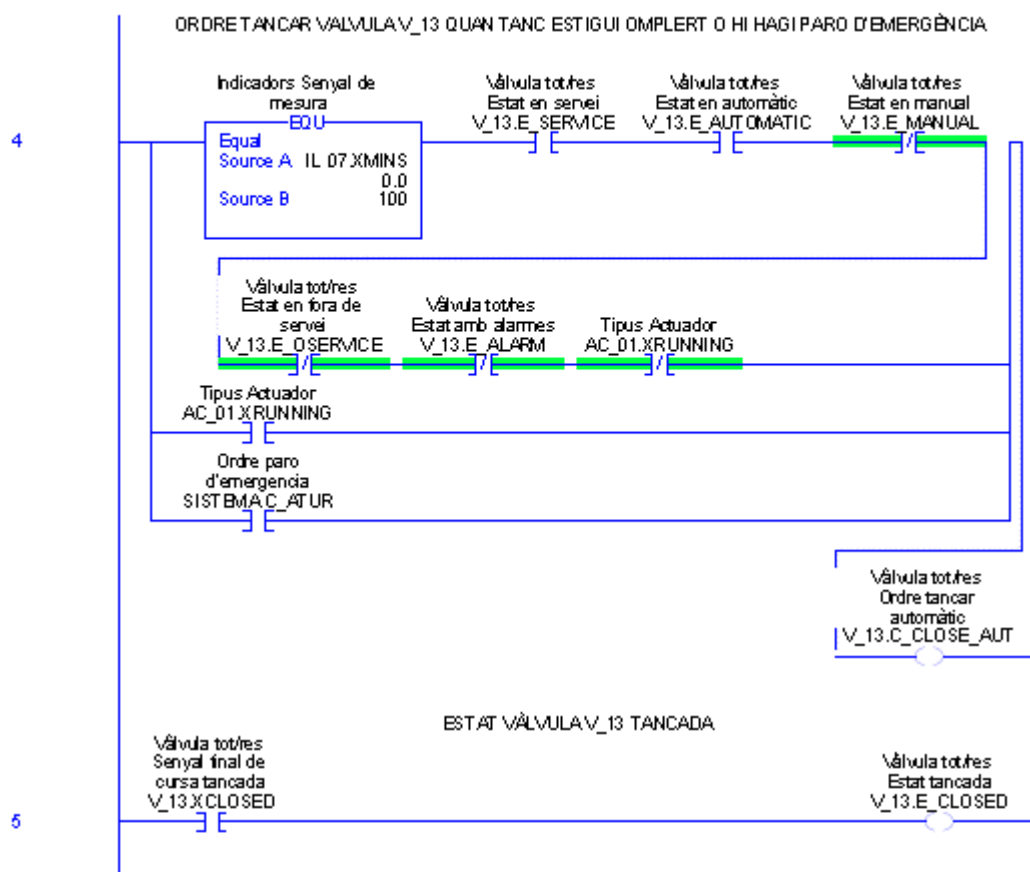 ORDRE TANCAR VALVULA V_13 QUAN TANC ESTIGUI OMPLERT O HI HAGI PARO D'EMERGÈNCIA
4
Indicadors Senyal de
mesura
EQU
Equal
Source A IL_07.XMINS
0.0
Source B 100
Vàlvula tot/res
Estat en servei
V_13.E_SERVICE
Vàlvula tot/res
Estat en automàtic
V_13.E_AUTOMATIC
Vàlvula tot/res
Estat en manual
V_13.E_MANUAL
Vàlvula tot/res
Estat en fora de
servei
V_13.E_OSERVICE
Vàlvula tot/res
Estat amb alarmes
V_13.E_ALARM
Tipus Actuador
AC_01.XRUNNING
Tipus Actuador
AC_01.XRUNNING
Ordre paro
d'emergencia
SISTEMA.C_ATUR
Vàlvula tot/res
Ordre tancar
automàtic
V_13.C_CLOSE_AUT
ESTAT VÀLVULA V_13 TANCADA
5
Vàlvula tot/res
Senyal final de
cursa tancada
V_13.XCLOSED
Vàlvula tot/res
Estat tancada
V_13.E_CLOSED